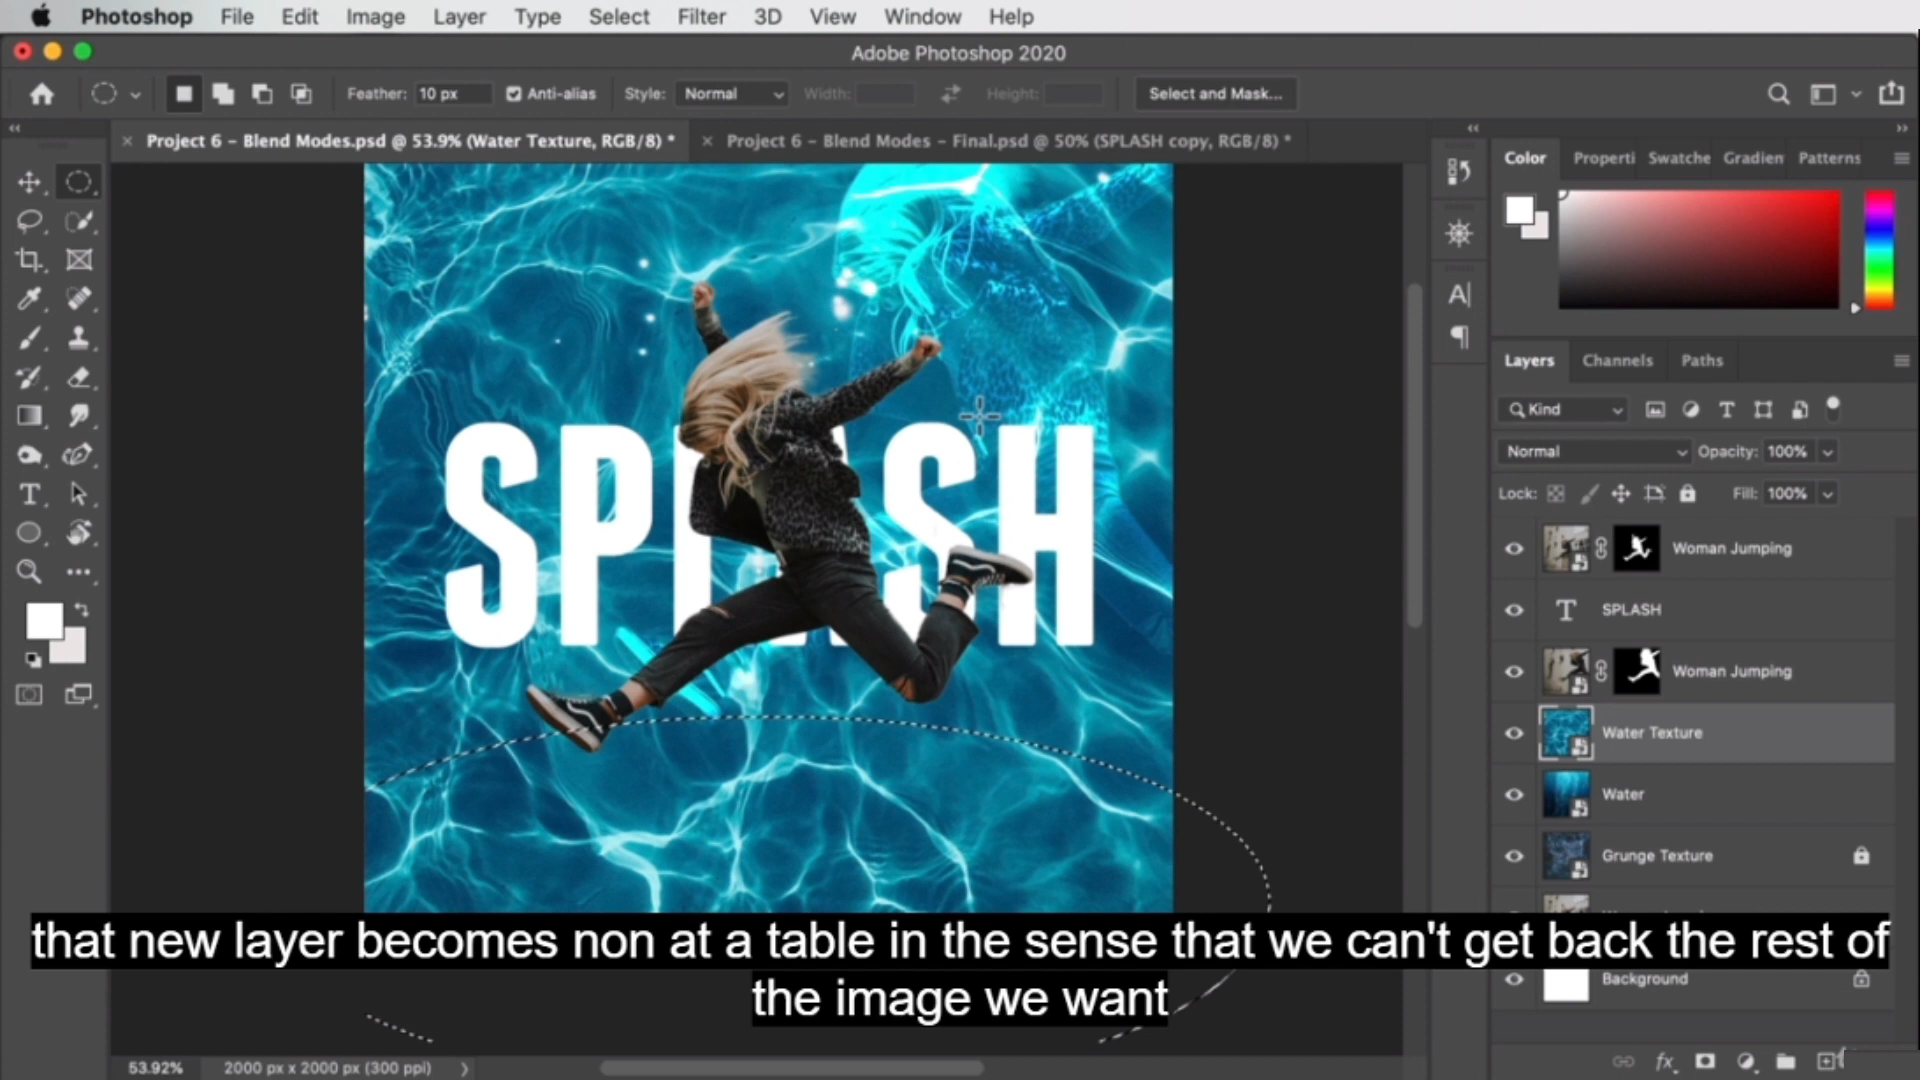 Photoshop File Edit Image Layer Type Select Filter 3D View Window Help
Adobe Photoshop 2020
Feather: 10 px Anti-alias Style: Normal Width: Height: Select and Mask...
Project 6 - Blend Modes.psd @ 53.9% (Water Texture, RGB/8) * Project 6 - Blend Modes - Final.psd @ 50% (SPLASH copy, RGB/8) *
Color Properti Swatche Gradien Patterns
Layers Channels Paths
Kind
Normal Opacity: 100%
Lock: Fill: 100%
Woman Jumping
SPLASH
Woman Jumping
Water Texture
Water
Grunge Texture
Background
SPLASH
that new layer becomes non at a table in the sense that we can't get back the rest of
the image we want
53.92% 2000 px x 2000 px (300 ppi)